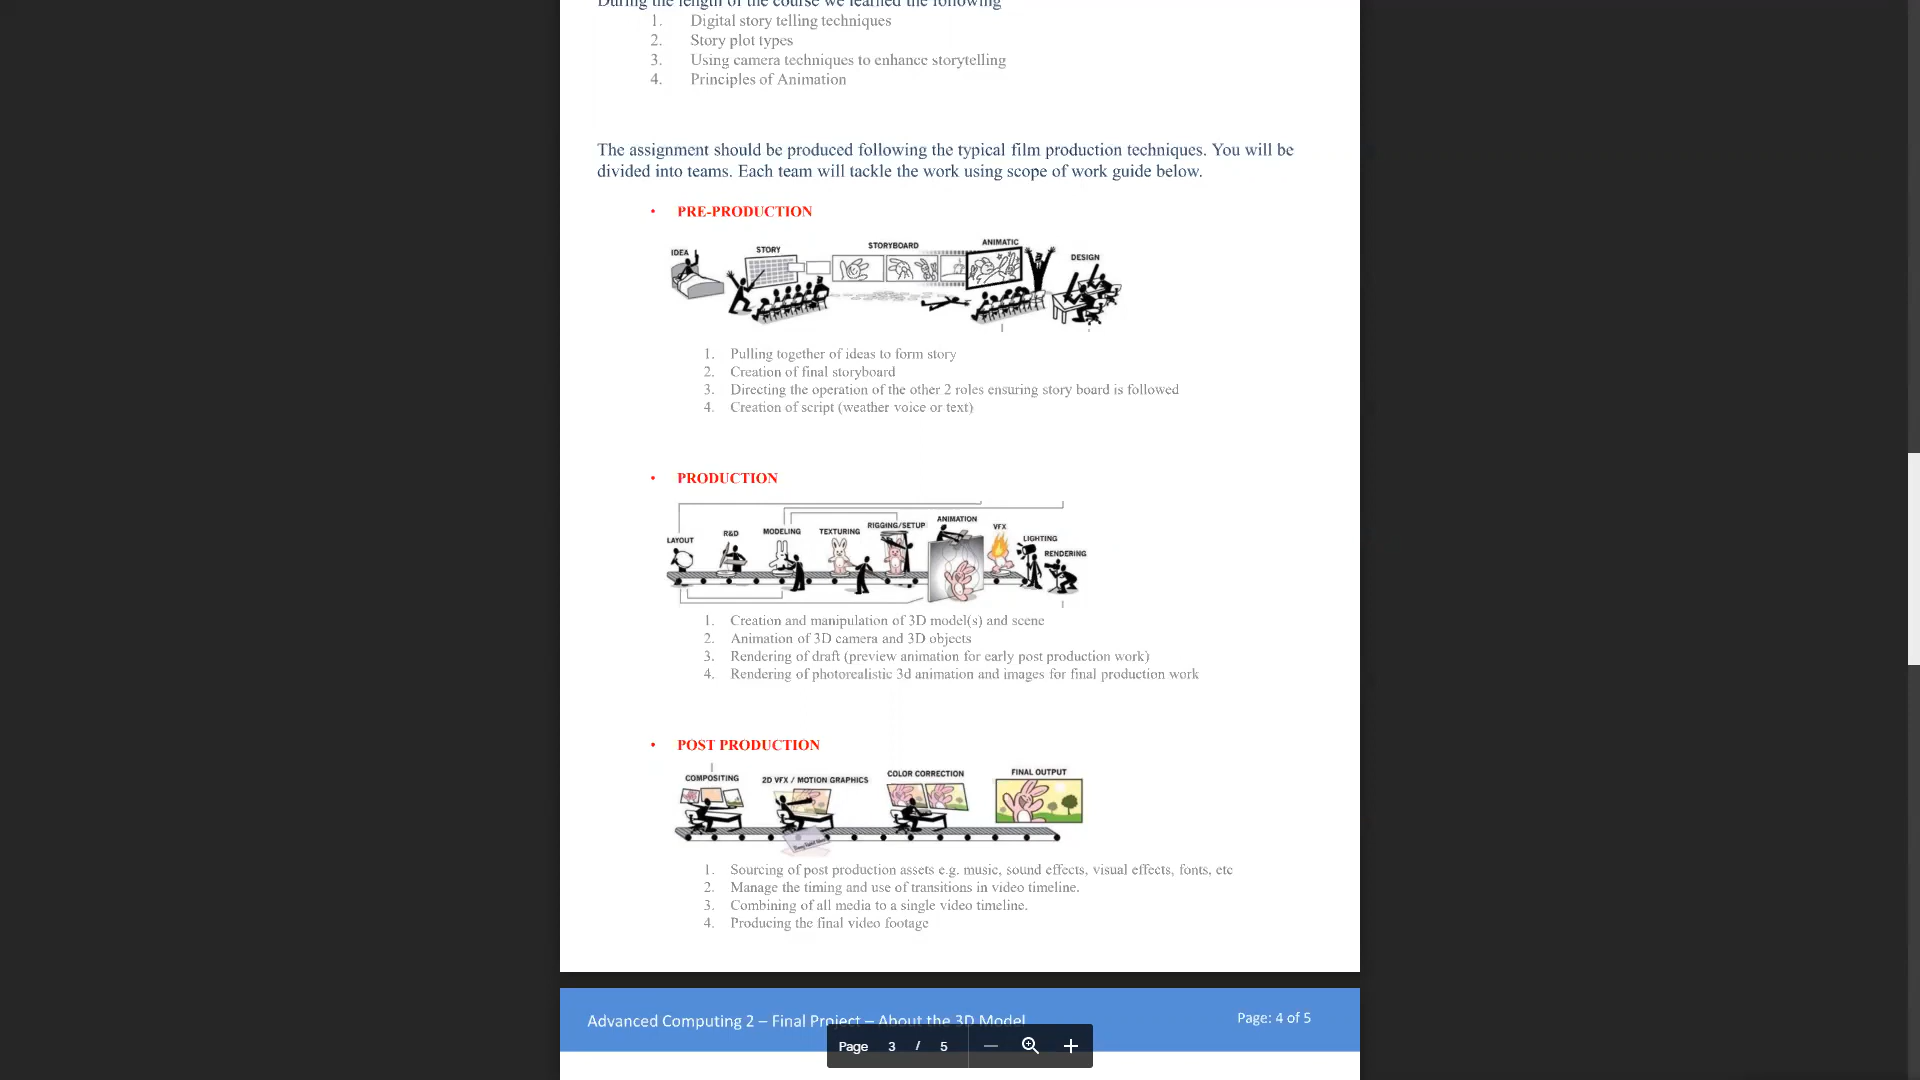 During the length of the course we learned the following
1. Digital story telling techniques
2. Story plot types
3. Using camera techniques to enhance storytelling
4. Principles of Animation
The assignment should be produced following the typical film production techniques. You will be
divided into teams. Each team will tackle the work using scope of work guide below.
• PRE-PRODUCTION
IDEA STORY STORYBOARD ANIMATIC DESIGN
1. Pulling together of ideas to form story
2. Creation of final storyboard
3. Directing the operation of the other 2 roles ensuring story board is followed
4. Creation of script (weather voice or text)
• PRODUCTION
LAYOUT R&D MODELING TEXTURING RIGGING/SETUP ANIMATION VFX LIGHTING RENDERING
1. Creation and manipulation of 3D model(s) and scene
2. Animation of 3D camera and 3D objects
3. Rendering of draft (preview animation for early post production work)
4. Rendering of photorealistic 3d animation and images for final production work
• POST PRODUCTION
COMPOSITING 2D VFX / MOTION GRAPHICS COLOR CORRECTION FINAL OUTPUT
1. Sourcing of post production assets e.g. music, sound effects, visual effects, fonts, etc
2. Manage the timing and use of transitions in video timeline.
3. Combining of all media to a single video timeline.
4. Producing the final video footage
Advanced Computing 2 – Final Project – About the 3D Model Page: 4 of 5
Page 3 / 5